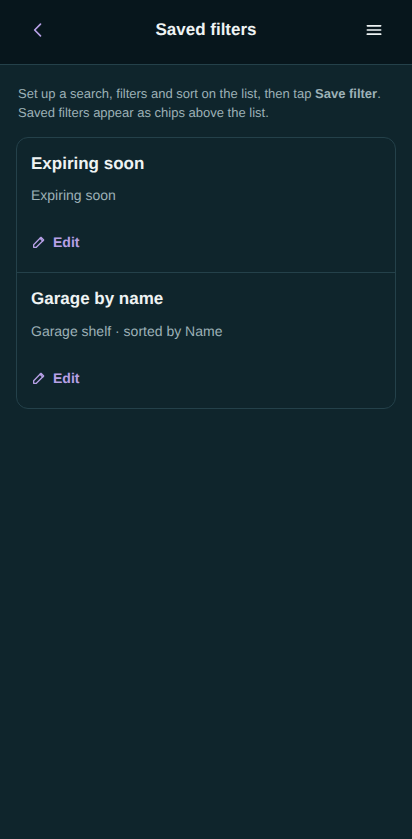 Saved filters
Set up a search, filters and sort on the list, then tap Save filter.
Saved filters appear as chips above the list.
Expiring soon
Expiring soon
Edit
Garage by name
Garage shelf · sorted by Name
Edit